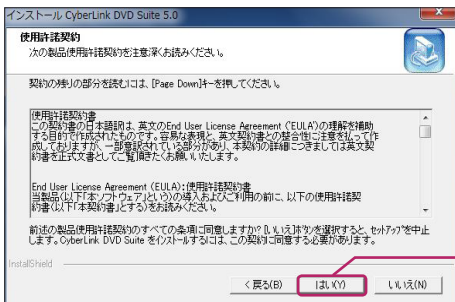 インストール CyberLink DVD Suite 5.0
使用許諾契約
次の製品使用許諾契約を注意深くお読みください。
契約の残りの部分を読むには、[Page Down]キーを押してください。
使用許諾契約書
この契約書の日本語訳は、英文のEnd User License Agreement (EULA)の理解を補助
する目的で作成されたものです。容易な表現と、英文契約書との整合性に注意を払って作
成しておりますが、一部意訳されている部分があり、本契約の詳細につきましては英文契
約書を正式文書としてご覧頂きたくお願いいたします。
End User License Agreement (EULA):使用許諾契約書
当製品(以下「本ソフトウェア」という)の導入およびご利用の前に、以下の使用許諾契
約書(以下「本契約書」とする)をお読みください。
前述の製品使用許諾契約のすべての条項に同意しますか? [いいえ]ボタンを選択すると、セットアップを中止
します。CyberLink DVD Suite をインストールするには、この契約に同意する必要があります。
InstallShield
< 戻る(B)
はい(Y)
いいえ(N)